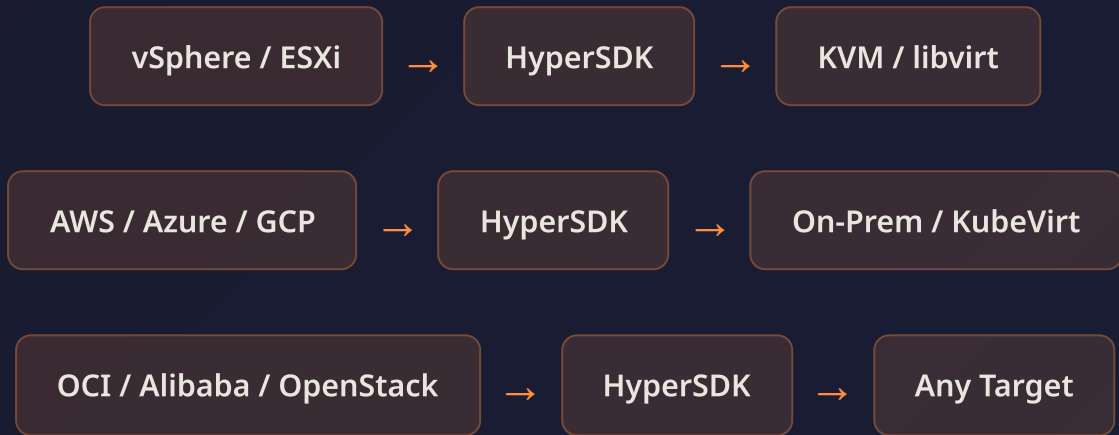 vSphere / ESXi → HyperSDK → KVM / libvirt
AWS / Azure / GCP → HyperSDK → On-Prem / KubeVirt
OCI / Alibaba / OpenStack → HyperSDK → Any Target